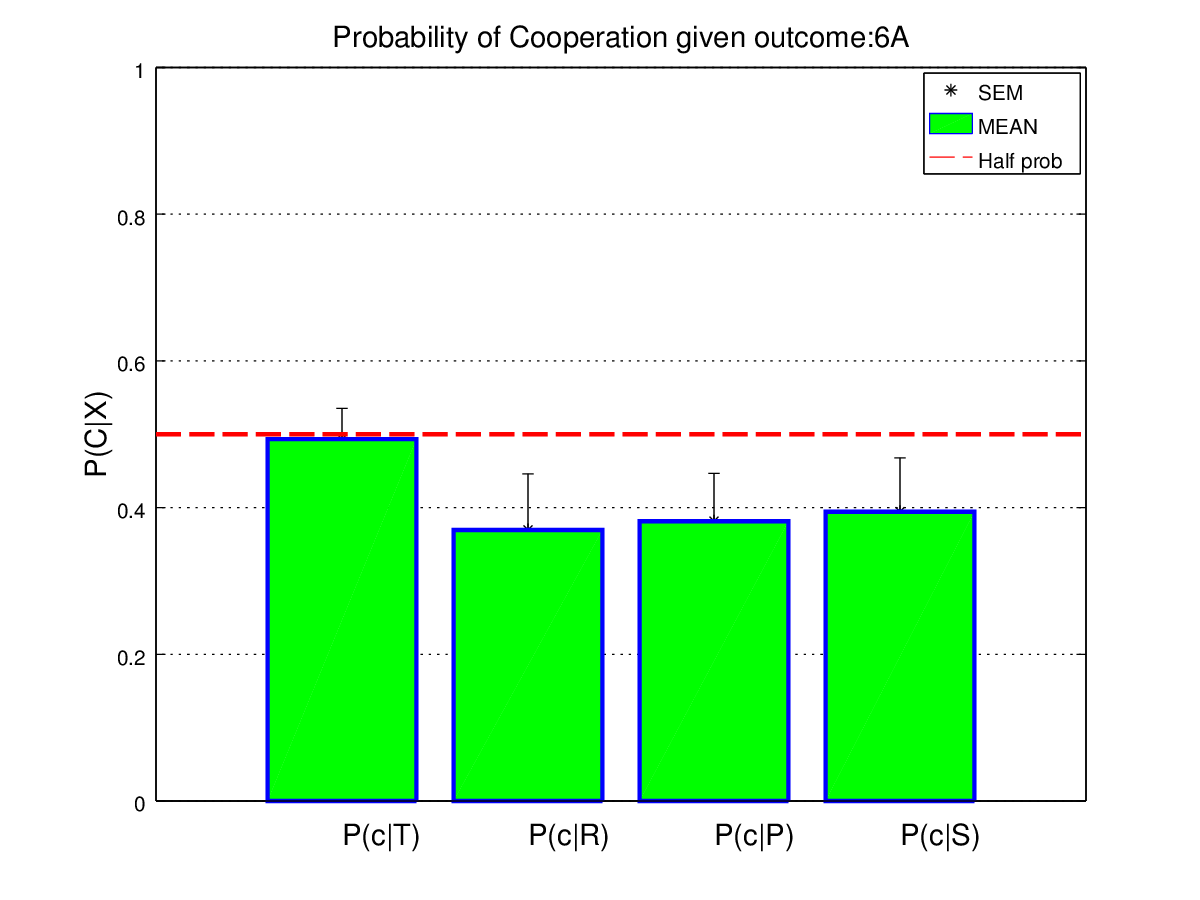 Probability of Cooperation given outcome:6A
SEM
MEAN
Half prob
P(C|X)
1
0.8
0.6
0.4
0.2
0
P(c|T) P(c|R) P(c|P) P(c|S)